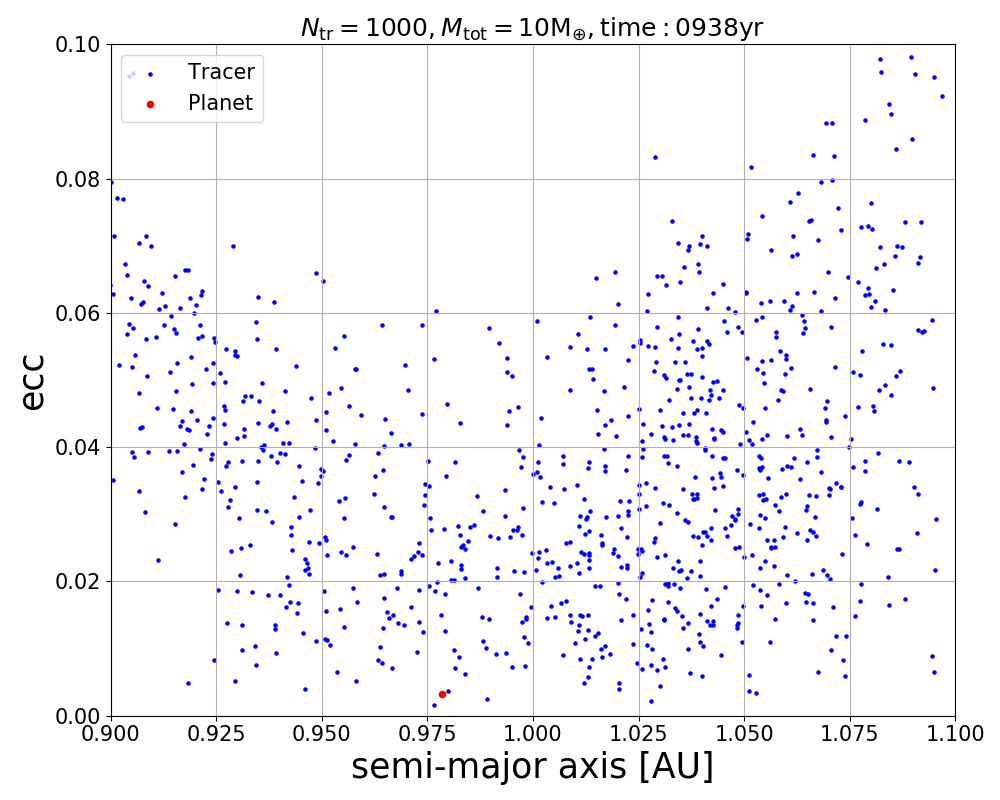 N_tr = 1000, M_tot = 10M_⊕, time : 0938yr
Tracer
Planet
0.10
0.08
0.06
0.04
0.02
0.00
ecc
0.900 0.925 0.950 0.975 1.000 1.025 1.050 1.075 1.100
semi-major axis [AU]